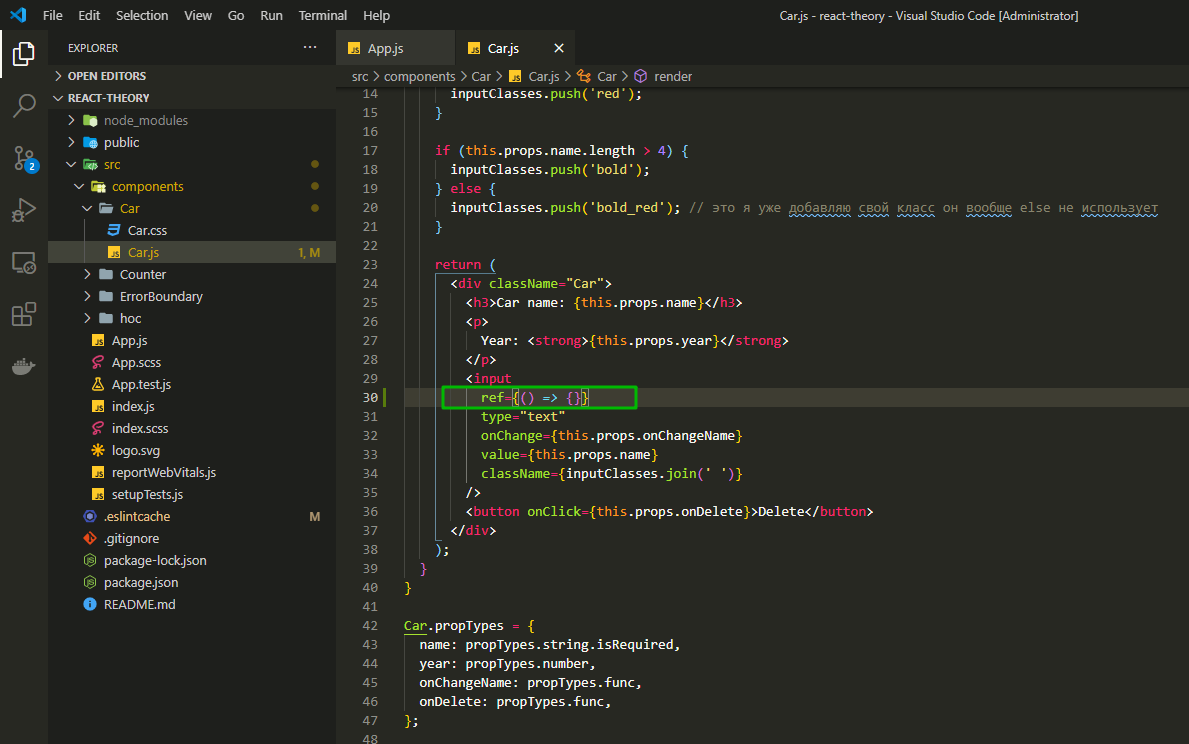 File Edit Selection View Go Run Terminal Help Car.js - react-theory - Visual Studio Code [Administrator]
EXPLORER ···
OPEN EDITORS
REACT-THEORY
node_modules
public
src
components
Car
Car.css
Car.js 1, M
Counter
ErrorBoundary
hoc
App.js
App.scss
App.test.js
index.js
index.scss
logo.svg
reportWebVitals.js
setupTests.js
.eslintcache M
.gitignore
package-lock.json
package.json
README.md
2
App.js Car.js
src > components > Car > Car.js > Car > render
14 inputClasses.push('red');
15 }
16
17 if (this.props.name.length > 4) {
18 inputClasses.push('bold');
19 } else {
20 inputClasses.push('bold_red'); // это я уже добавляю свой класс он вообще else не использует
21 }
22
23 return (
24 <div className="Car">
25 <h3>Car name: {this.props.name}</h3>
26 <p>
27 Year: <strong>{this.props.year}</strong>
28 </p>
29 <input
30 ref={() => {}}
31 type="text"
32 onChange={this.props.onChangeName}
33 value={this.props.name}
34 className={inputClasses.join(' ')}
35 />
36 <button onClick={this.props.onDelete}>Delete</button>
37 </div>
38 );
39 }
40 }
41
42 Car.propTypes = {
43 name: propTypes.string.isRequired,
44 year: propTypes.number,
45 onChangeName: propTypes.func,
46 onDelete: propTypes.func,
47 };
48